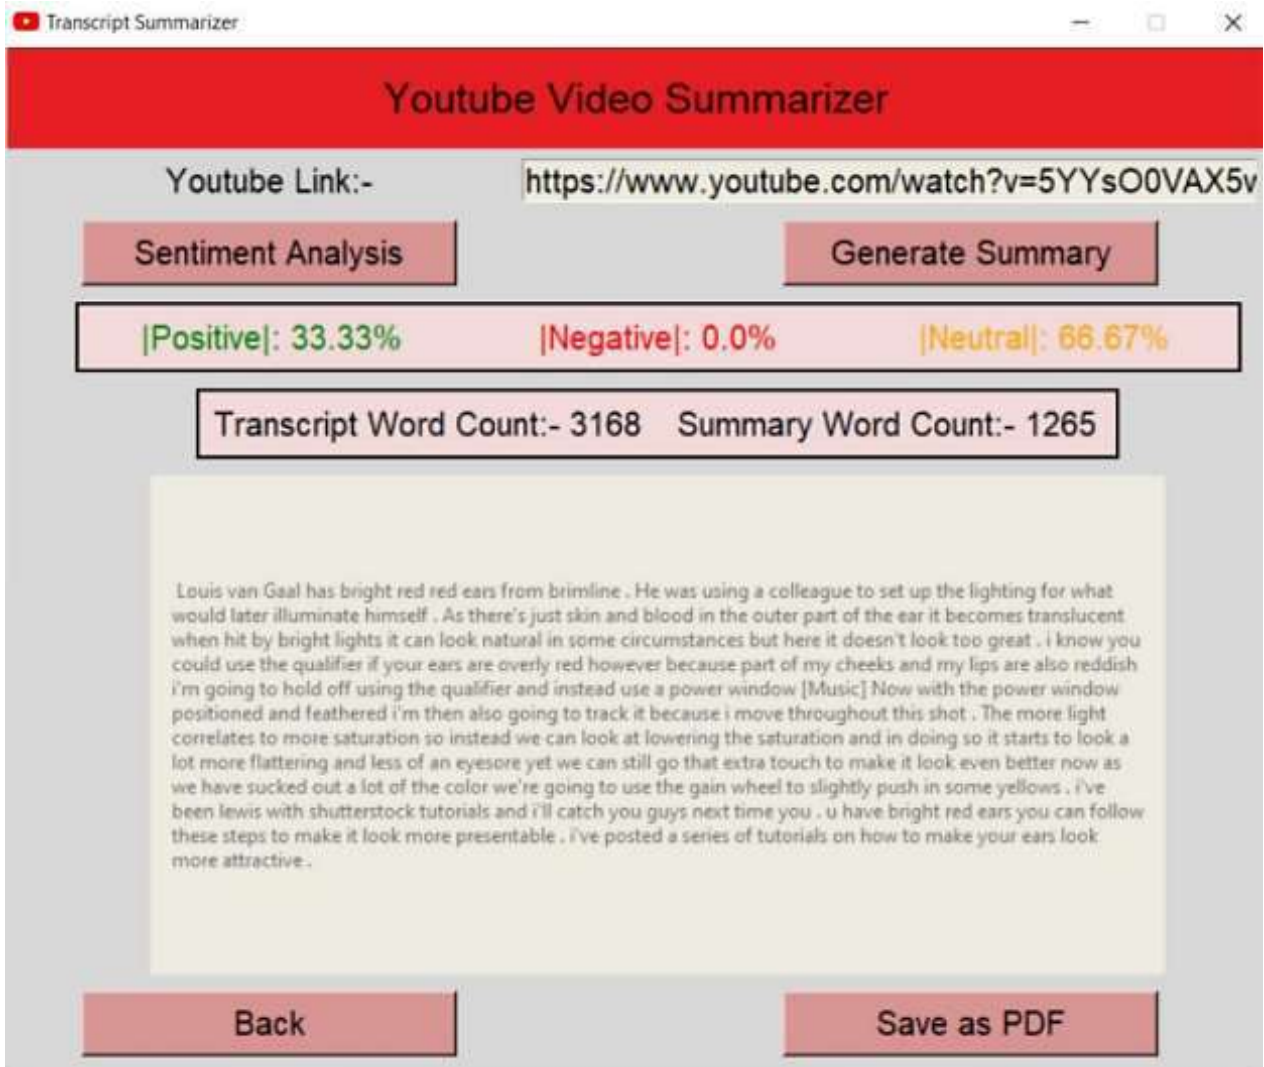 Transcript Summarizer
Youtube Video Summarizer
Youtube Link:- https://www.youtube.com/watch?v=5YYsO0VAX5v
Sentiment Analysis Generate Summary
|Positive|: 33.33% |Negative|: 0.0% |Neutral|: 66.67%
Transcript Word Count:- 3168 Summary Word Count:- 1265
Louis van Gaal has bright red red ears from brimline . He was using a colleague to set up the lighting for what
would later illuminate himself . As there's just skin and blood in the outer part of the ear it becomes translucent
when hit by bright lights it can look natural in some circumstances but here it doesn't look too great . i know you
could use the qualifier if your ears are overly red however because part of my cheeks and my lips are also reddish
i'm going to hold off using the qualifier and instead use a power window [Music] Now with the power window
positioned and feathered i'm then also going to track it because i move throughout this shot . The more light
correlates to more saturation so instead we can look at lowering the saturation and in doing so it starts to look a
lot more flattering and less of an eyesore yet we can still go that extra touch to make it look even better now as
we have sucked out a lot of the color we're going to use the gain wheel to slightly push in some yellows . i've
been lewis with shutterstock tutorials and i'll catch you guys next time you . u have bright red ears you can follow
these steps to make it look more presentable . i've posted a series of tutorials on how to make your ears look
more attractive .
Back Save as PDF